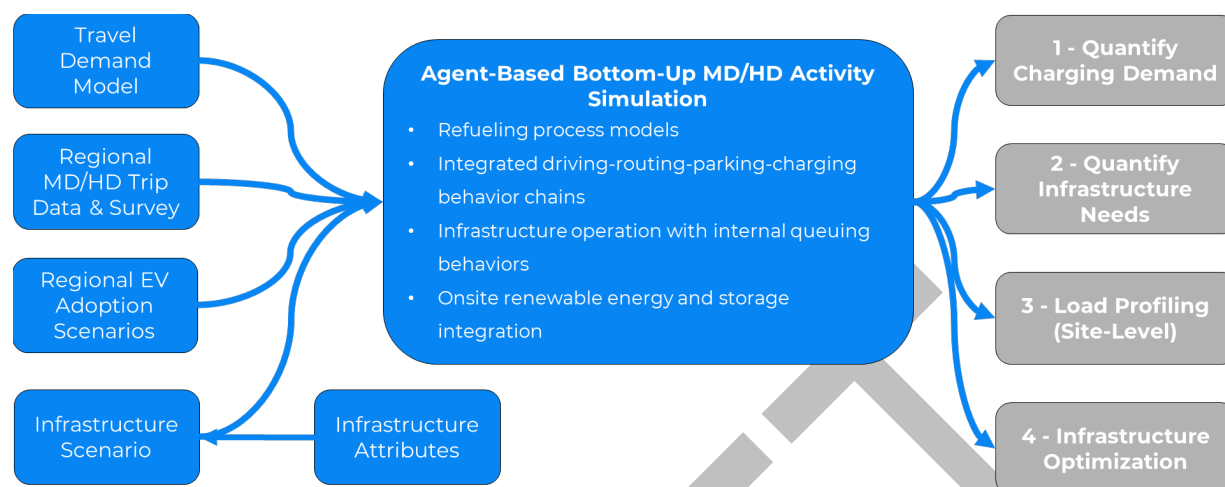 Travel
Demand
Model
Regional
MD/HD Trip
Data & Survey
Regional EV
Adoption
Scenarios
Infrastructure
Scenario
Infrastructure
Attributes
Agent-Based Bottom-Up MD/HD Activity
Simulation
• Refueling process models
• Integrated driving-routing-parking-charging
behavior chains
• Infrastructure operation with internal queuing
behaviors
• Onsite renewable energy and storage
integration
1 - Quantify
Charging Demand
2 - Quantify
Infrastructure
Needs
3 - Load Profiling
(Site-Level)
4 - Infrastructure
Optimization